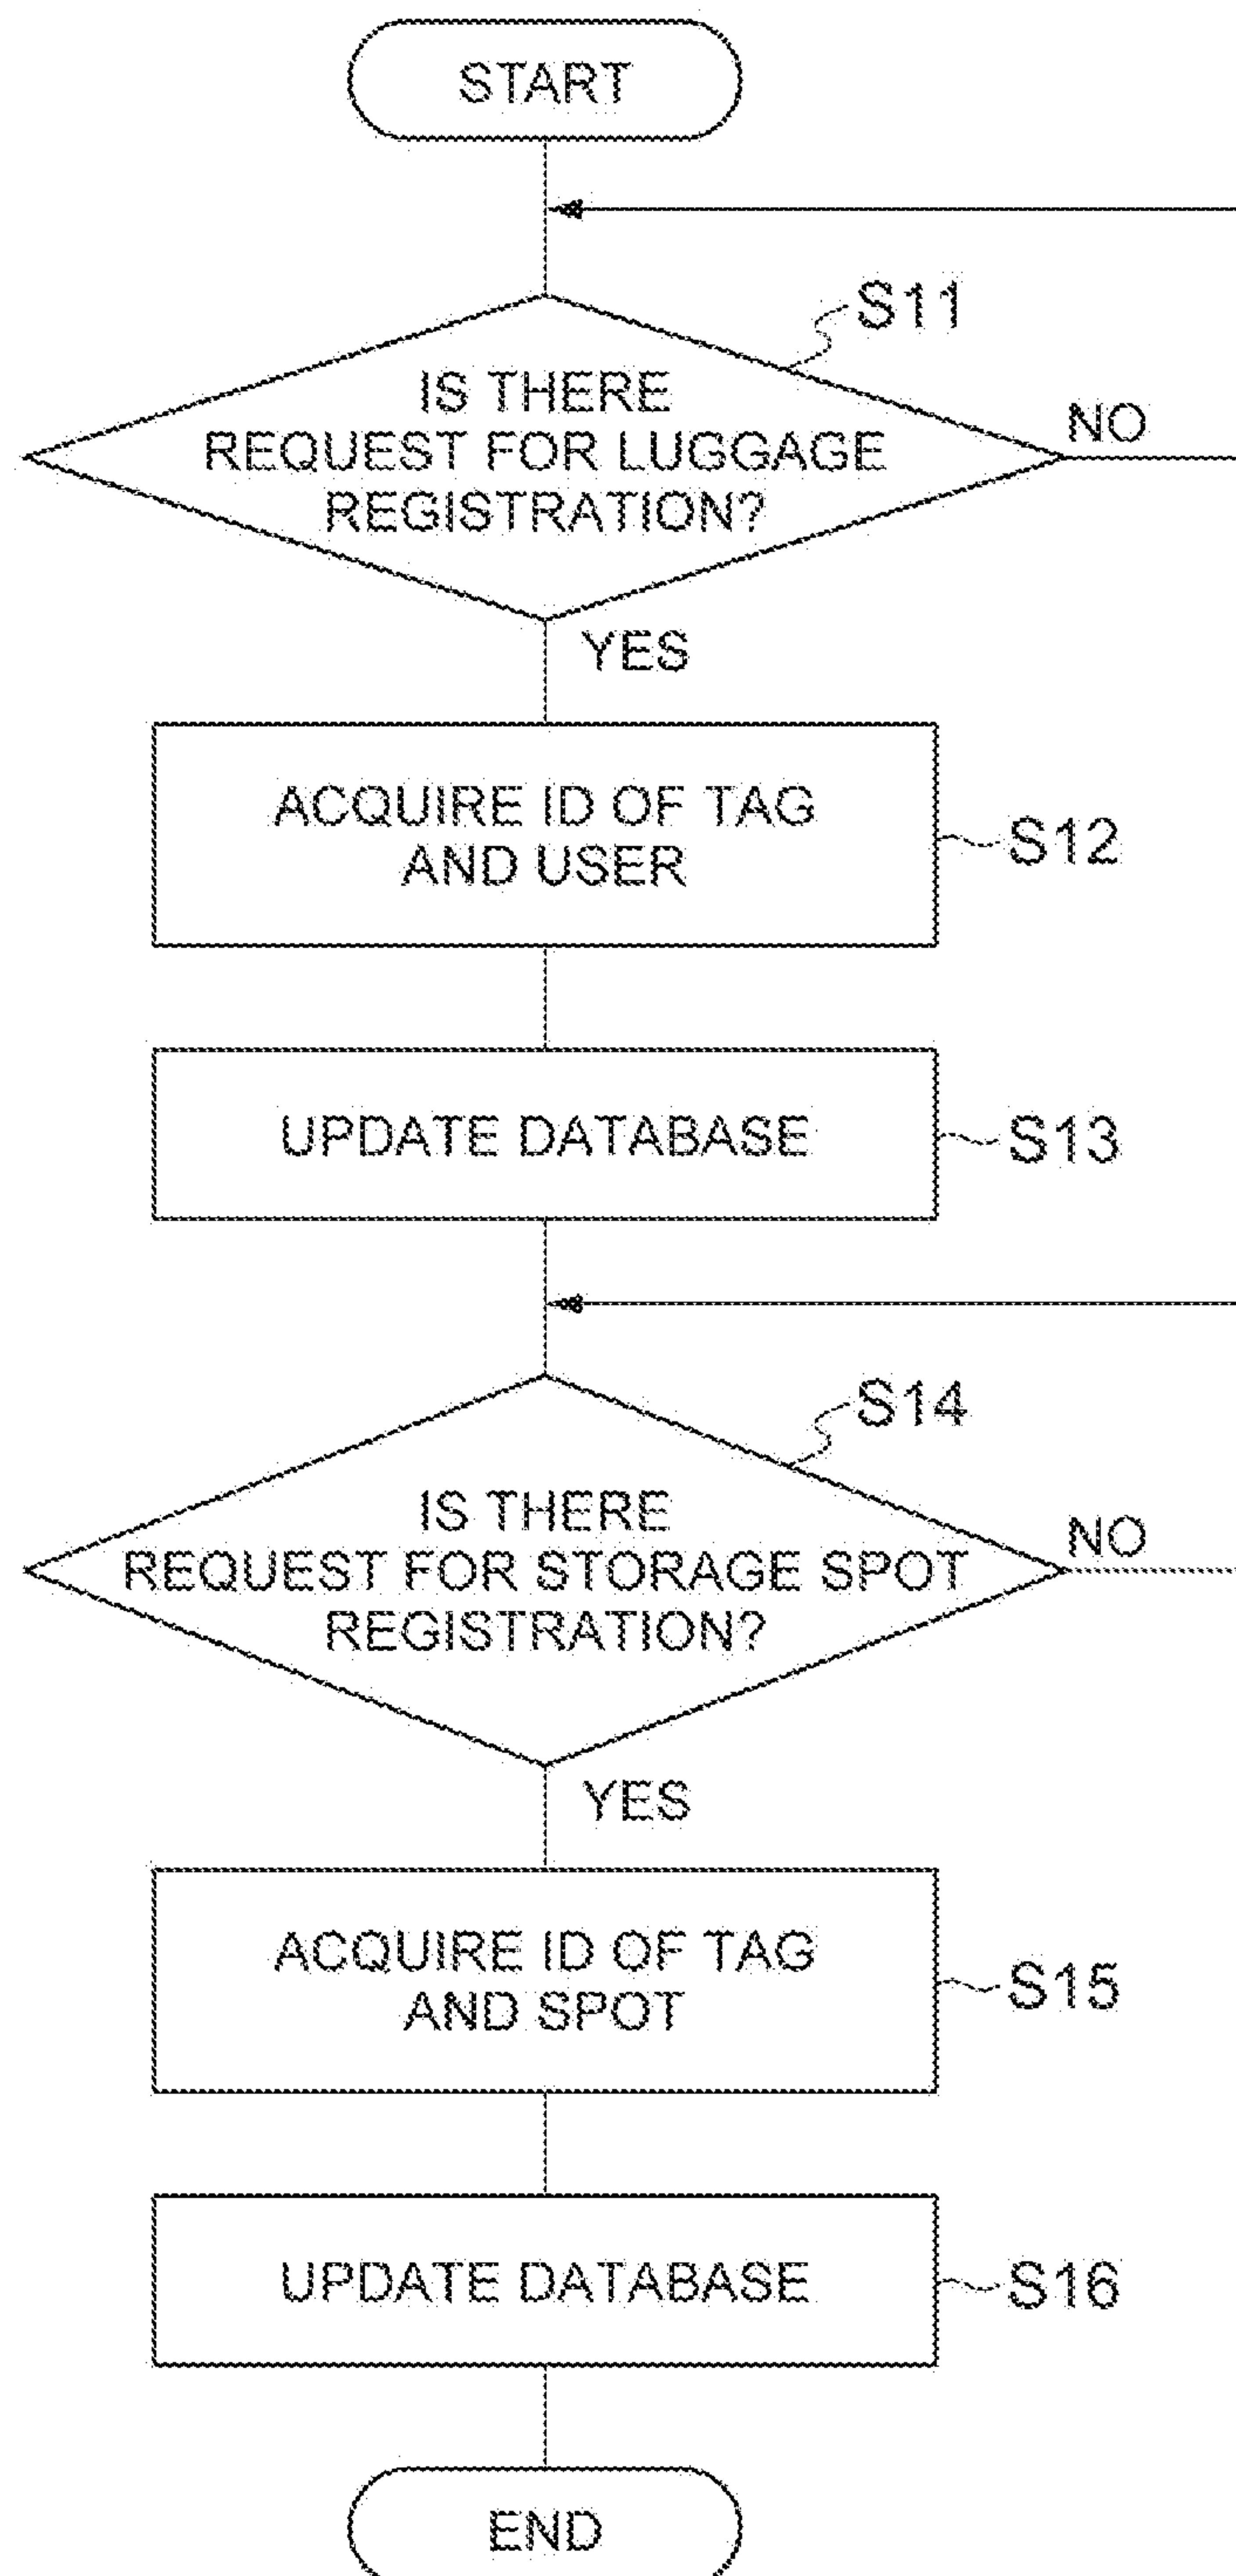 START
S11
IS THERE
REQUEST FOR LUGGAGE
REGISTRATION?
NO
YES
ACQUIRE ID OF TAG
AND USER
S12
UPDATE DATABASE
S13
S14
IS THERE
REQUEST FOR STORAGE SPOT
REGISTRATION?
NO
YES
ACQUIRE ID OF TAG
AND SPOT
S15
UPDATE DATABASE
S16
END